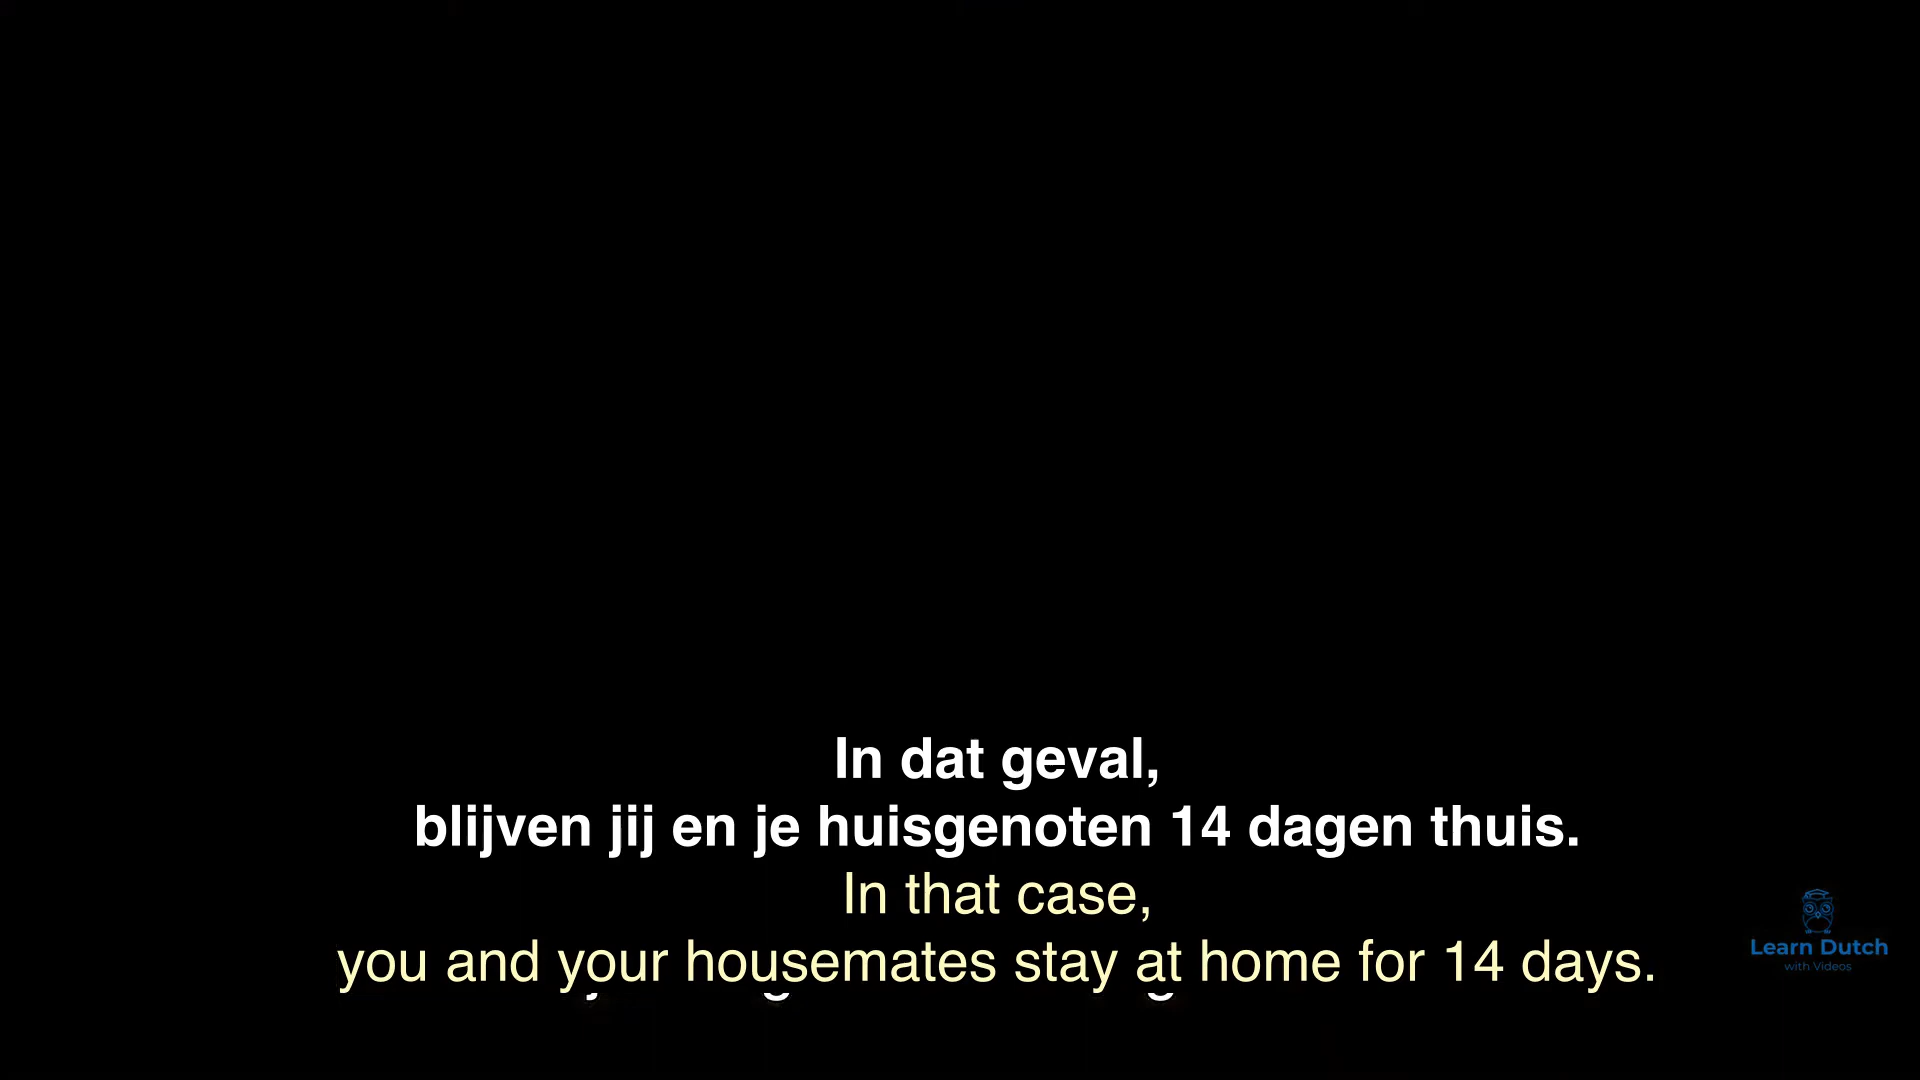 In dat geval,
blijven jij en je huisgenoten 14 dagen thuis.
In that case,
you and your housemates stay at home for 14 days.
Learn Dutch
with Videos